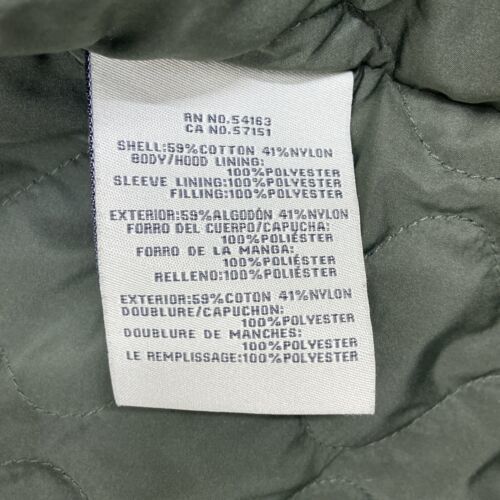 RN NO.54163
CA NO.57151
SHELL:59%COTTON 41%NYLON
BODY/HOOD LINING:
100%POLYESTER
SLEEVE LINING:100%POLYESTER
FILLING:100%POLYESTER
EXTERIOR:59%ALGODÓN 41%NYLON
FORRO DEL CUERPO/CAPUCHA:
100%POLIÉSTER
FORRO DE LA MANGA:
100%POLIÉSTER
RELLENO:100%POLIÉSTER
EXTERIOR:59%COTON 41%NYLON
DOUBLURE/CAPUCHON:
100%POLYESTER
DOUBLURE DE MANCHES:
100%POLYESTER
LE REMPLISSAGE:100%POLYESTER